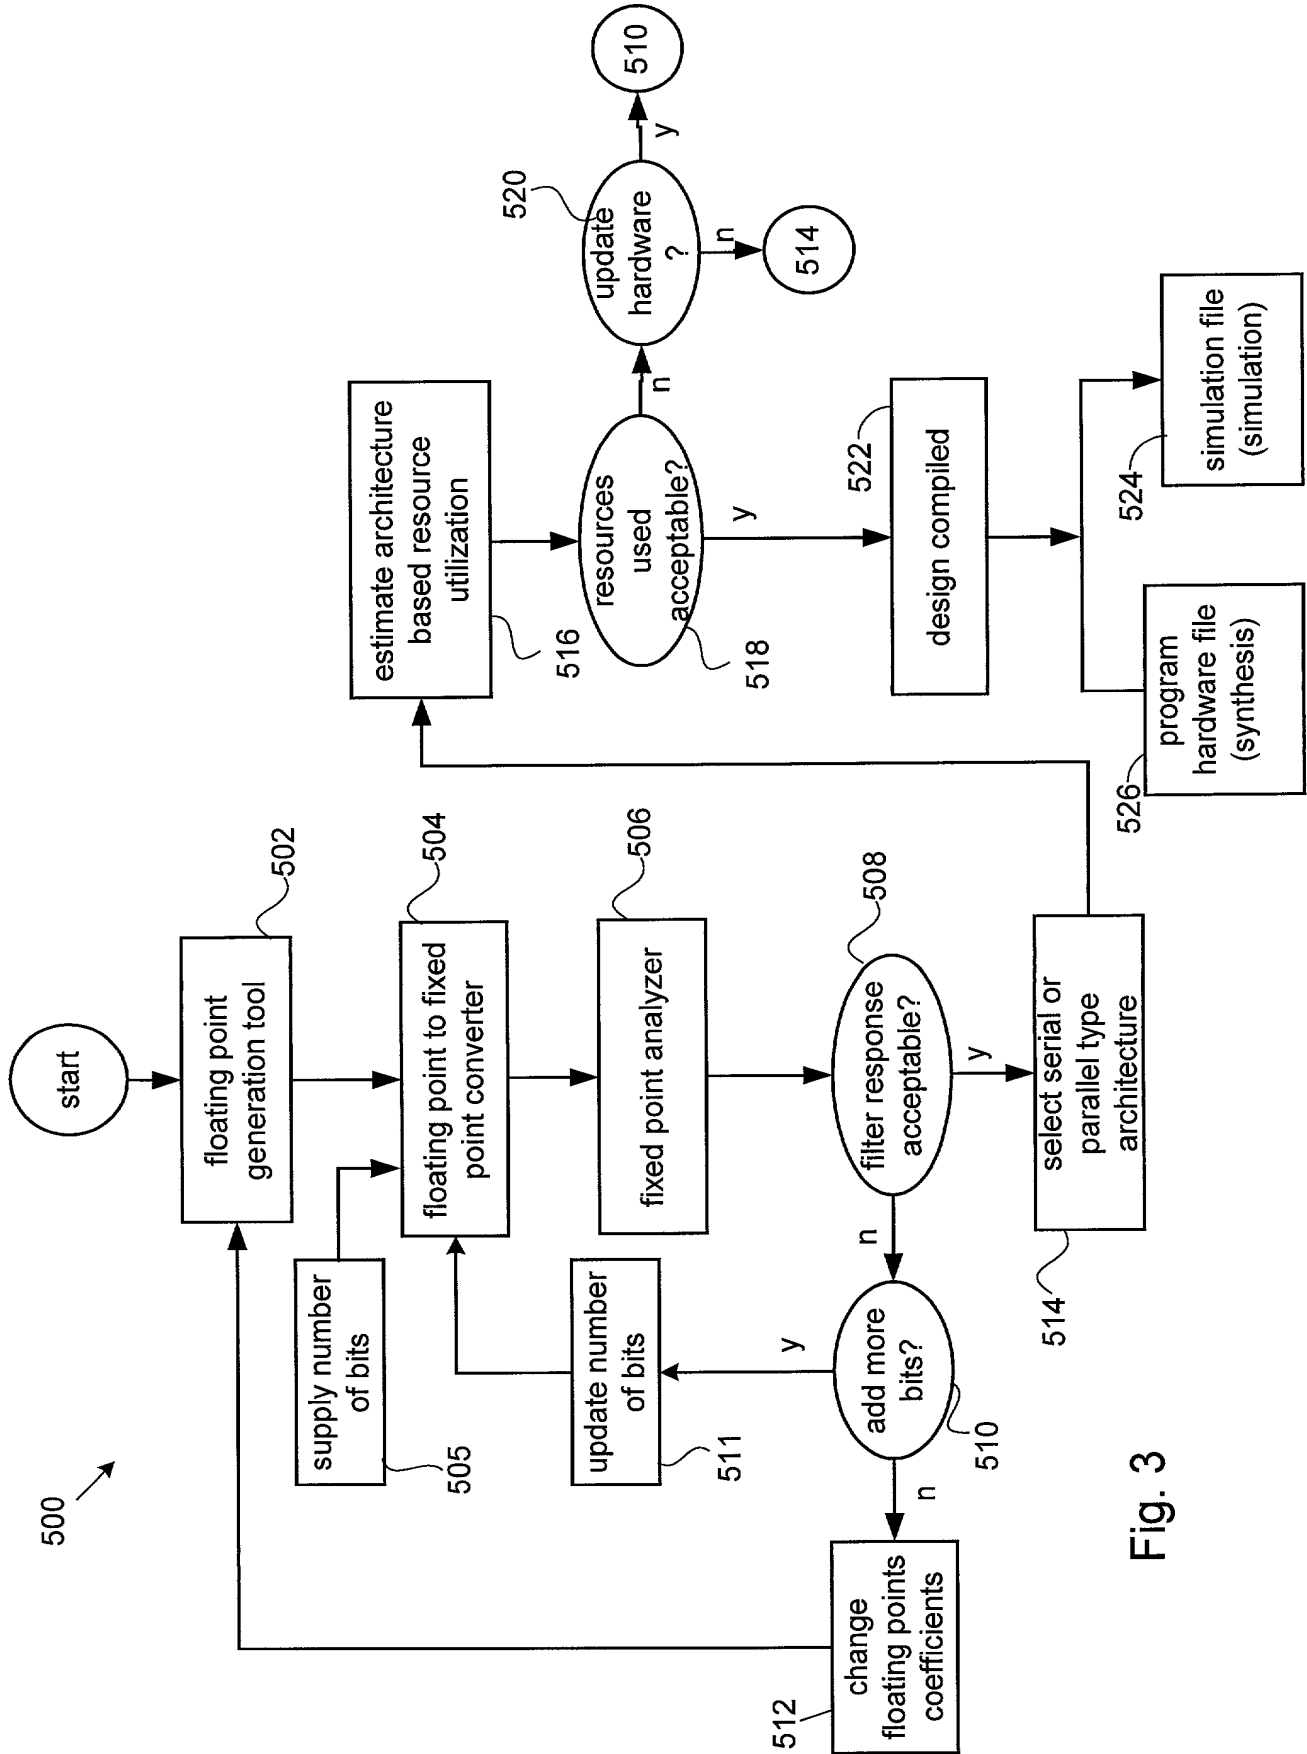 500
start
floating point
generation tool
502
supply number
of bits
505
floating point to fixed
point converter
504
update number
of bits
511
fixed point analyzer
506
filter response
acceptable?
508
n
y
add more
bits?
510
y
n
change
floating points
coefficients
512
select serial or
parallel type
architecture
514
estimate architecture
based resource
utilization
516
resources
used
acceptable?
518
n
y
update
hardware
?
520
y
n
510
514
design compiled
522
program
hardware file
(synthesis)
526
simulation file
(simulation)
524
Fig. 3